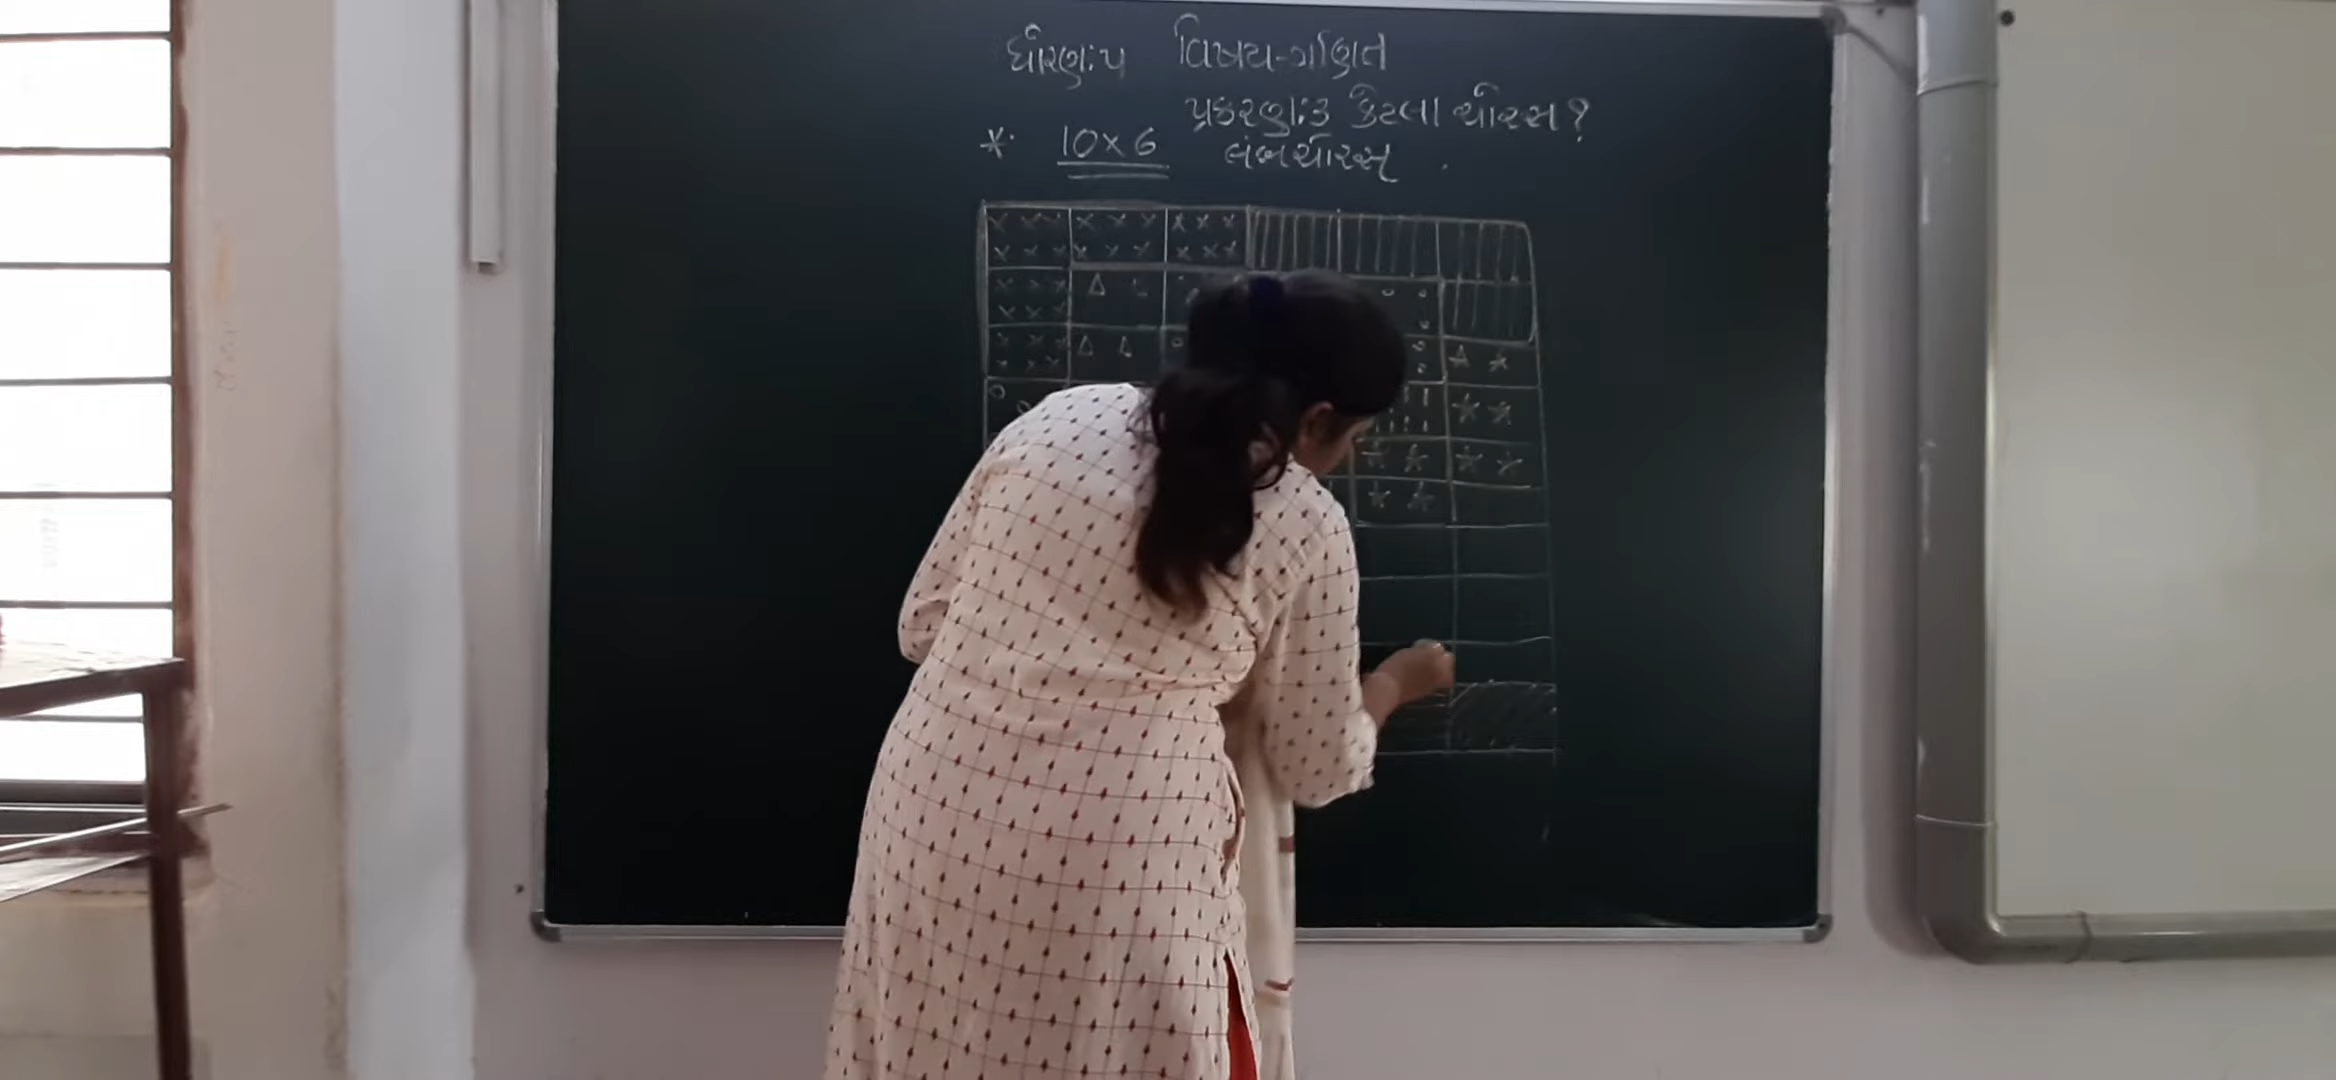 ધોરણ:૫ વિષય-ગણિત
પ્રકરણ:૩ કેટલા ચોરસ?
* 10×6 લંબચોરસ